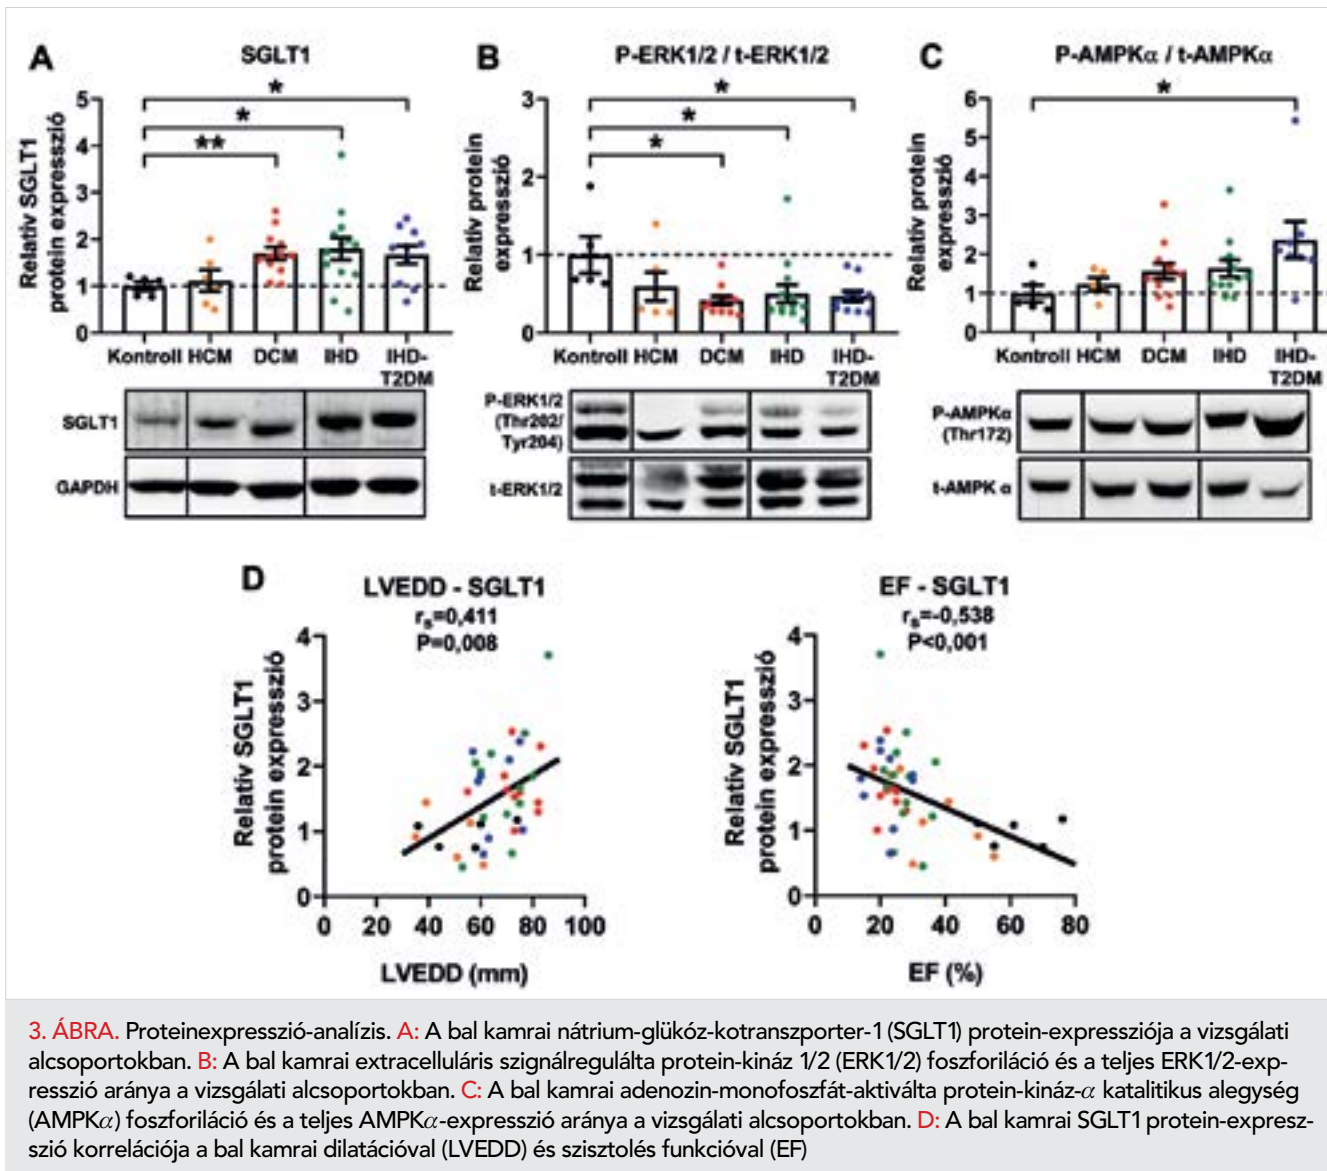 A
SGLT1
Relatív SGLT1
protein expresszió
5
4
3
2
1
0
*
*
**
Kontroll HCM DCM IHD IHD-
T2DM
SGLT1
GAPDH
B
P-ERK1/2 / t-ERK1/2
Relatív protein
expresszió
3
2
1
0
*
*
*
Kontroll HCM DCM IHD IHD-
T2DM
P-ERK1/2
(Thr202/
Tyr204)
t-ERK1/2
C
P-AMPKα / t-AMPKα
Relatív protein
expresszió
6
5
4
3
2
1
0
*
Kontroll HCM DCM IHD IHD-
T2DM
P-AMPKα
(Thr172)
t-AMPK α
D
LVEDD - SGLT1
rs=0,411
P=0,008
Relatív SGLT1
protein expresszió
4
3
2
1
0
0 20 40 60 80 100
LVEDD (mm)
EF - SGLT1
rs=-0,538
P<0,001
Relatív SGLT1
protein expresszió
4
3
2
1
0
0 20 40 60 80
EF (%)
3. ÁBRA. Proteinexpresszió-analízis. A: A bal kamrai nátrium-glükóz-kotranszporter-1 (SGLT1) protein-expressziója a vizsgálati
alcsoportokban. B: A bal kamrai extracelluláris szignálregulálta protein-kináz 1/2 (ERK1/2) foszforiláció és a teljes ERK1/2-exp-
resszió aránya a vizsgálati alcsoportokban. C: A bal kamrai adenozin-monofoszfát-aktiválta protein-kináz-α katalitikus alegység
(AMPKα) foszforiláció és a teljes AMPKα-expresszió aránya a vizsgálati alcsoportokban. D: A bal kamrai SGLT1 protein-expresz-
szió korrelációja a bal kamrai dilatációval (LVEDD) és szisztolés funkcióval (EF)